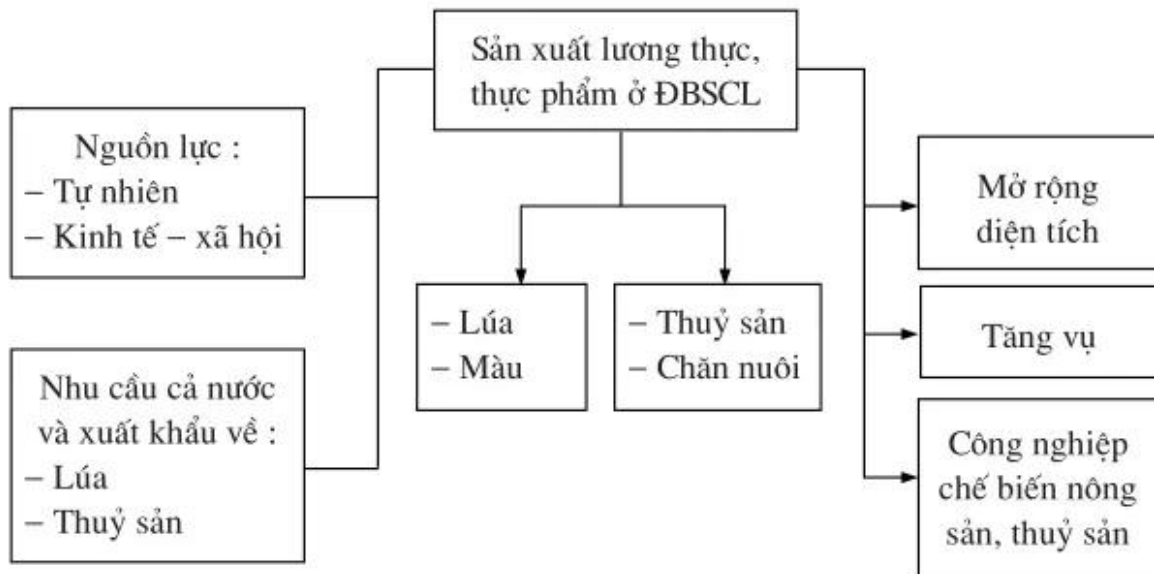 Sản xuất lương thực,
thực phẩm ở ĐBSCL
Nguồn lực :
– Tự nhiên
– Kinh tế – xã hội
Nhu cầu cả nước
và xuất khẩu về :
– Lúa
– Thuỷ sản
– Lúa
– Màu
– Thuỷ sản
– Chăn nuôi
Mở rộng
diện tích
Tăng vụ
Công nghiệp
chế biến nông
sản, thuỷ sản